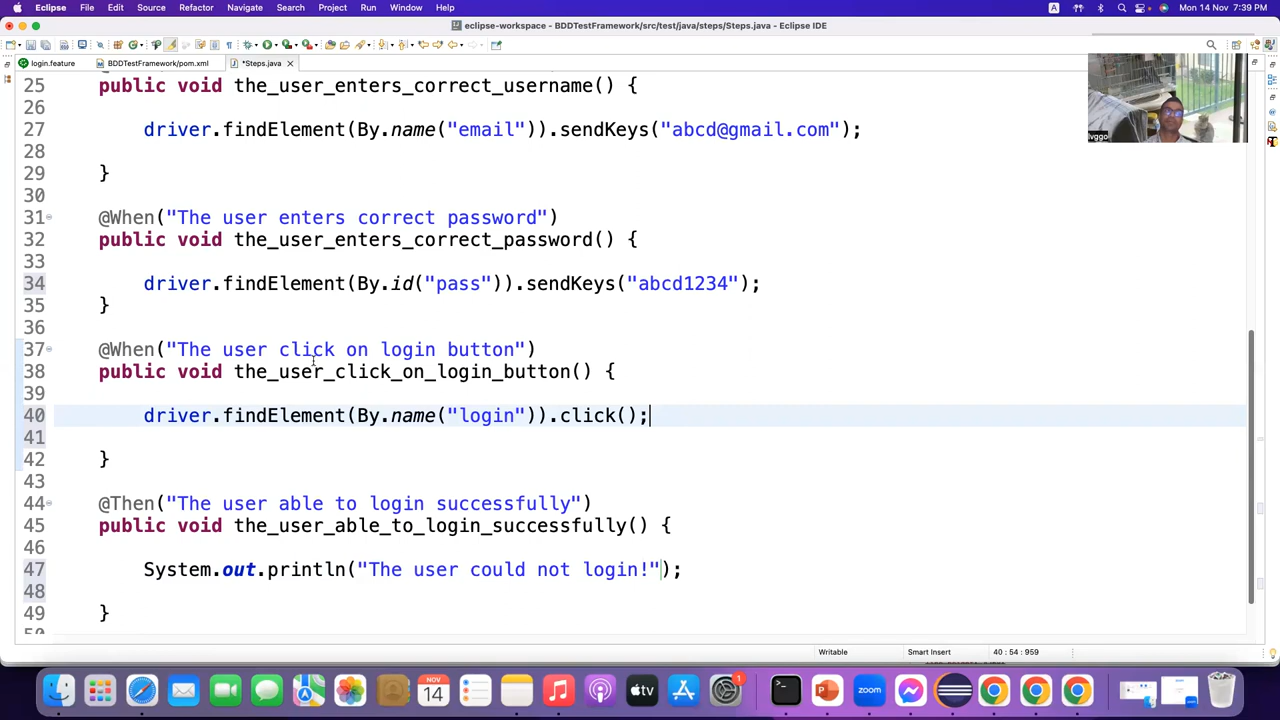 Eclipse File Edit Source Refactor Navigate Search Project Run Window Help A Mon 14 Nov 7:39 PM
eclipse-workspace - BDDTestFramework/src/test/java/steps/Steps.java - Eclipse IDE
login.feature BDDTestFramework/pom.xml *Steps.java
25 public void the_user_enters_correct_username() {
26
27 driver.findElement(By.name("email")).sendKeys("abcd@gmail.com");
28
29 }
30
31 @When("The user enters correct password")
32 public void the_user_enters_correct_password() {
33
34 driver.findElement(By.id("pass")).sendKeys("abcd1234");
35 }
36
37 @When("The user click on login button")
38 public void the_user_click_on_login_button() {
39
40 driver.findElement(By.name("login")).click();
41
42 }
43
44 @Then("The user able to login successfully")
45 public void the_user_able_to_login_successfully() {
46
47 System.out.println("The user could not login!");
48
49 }
50
Writable Smart Insert 40 : 54 : 959
NOV
14 tv zoom 1